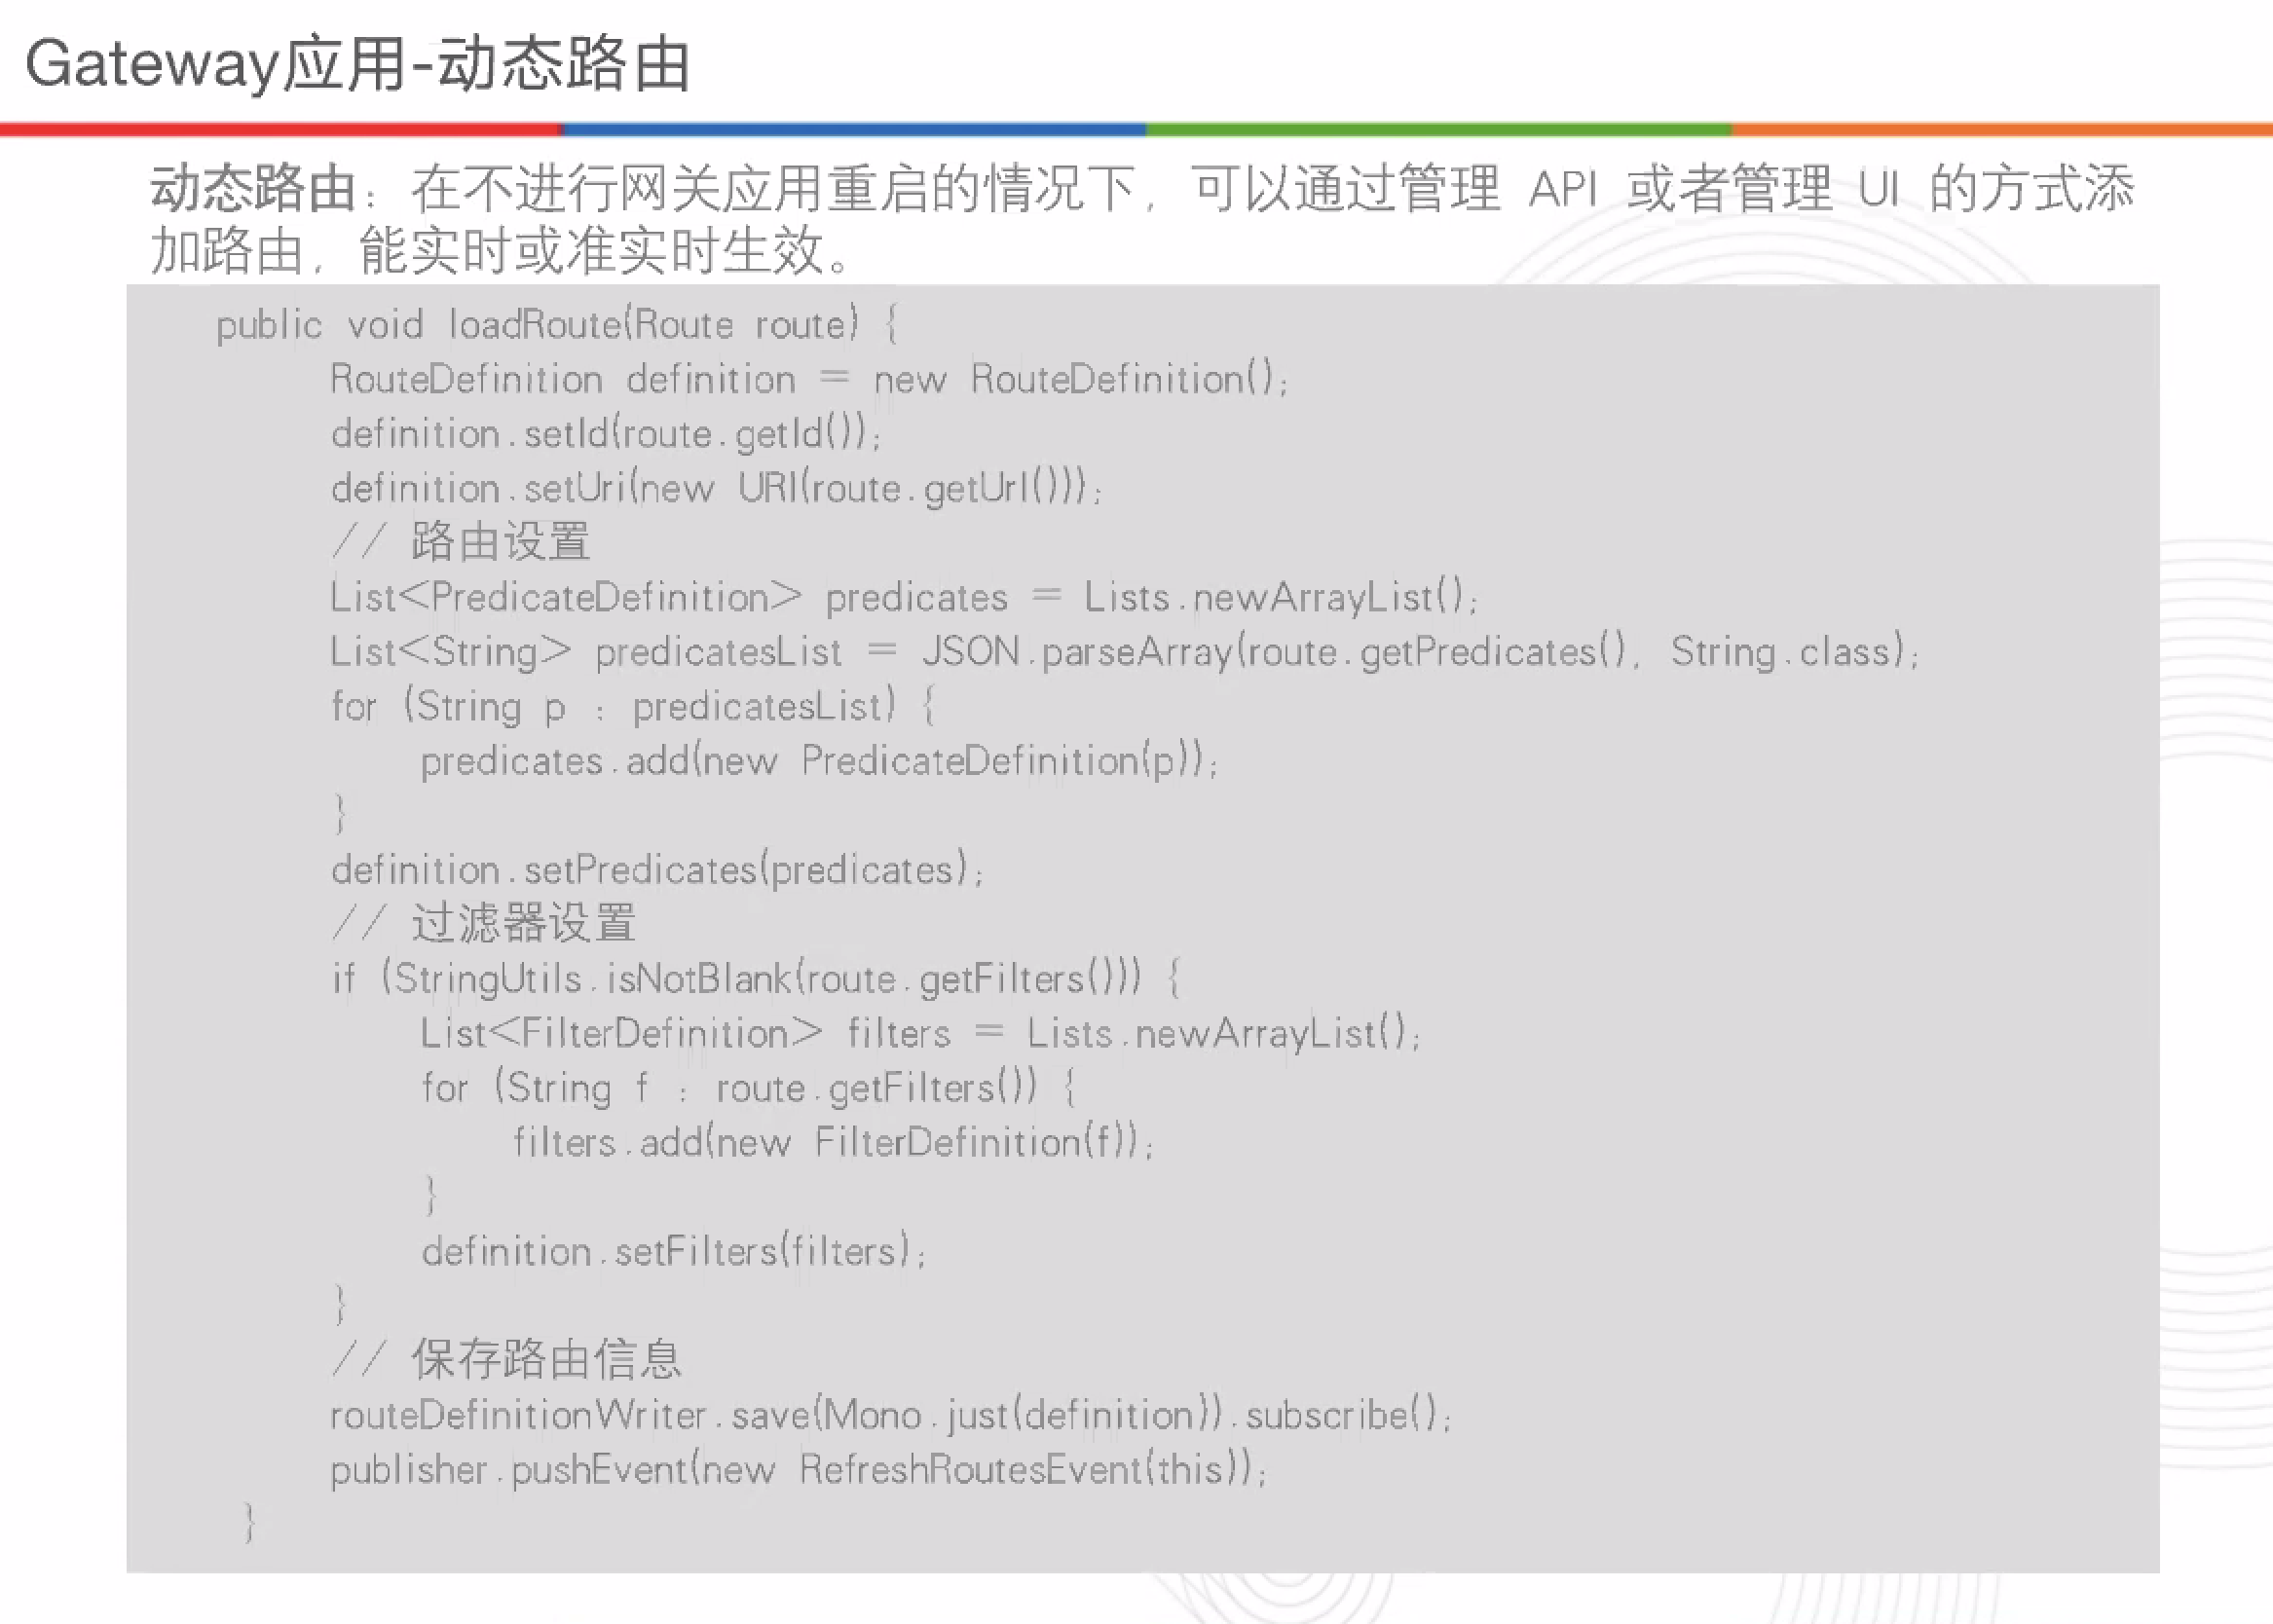 Gateway应用-动态路由
动态路由：在不进行网关应用重启的情况下，可以通过管理 API 或者管理 UI 的方式添
加路由，能实时或准实时生效。
public void loadRoute(Route route) {
RouteDefinition definition = new RouteDefinition();
definition.setId(route.getId());
definition.setUri(new URI(route.getUrl()));
// 路由设置
List<PredicateDefinition> predicates = Lists.newArrayList();
List<String> predicatesList = JSON.parseArray(route.getPredicates(), String.class);
for (String p : predicatesList) {
predicates.add(new PredicateDefinition(p));
}
definition.setPredicates(predicates);
// 过滤器设置
if (StringUtils.isNotBlank(route.getFilters())) {
List<FilterDefinition> filters = Lists.newArrayList();
for (String f : route.getFilters()) {
filters.add(new FilterDefinition(f));
}
definition.setFilters(filters);
}
// 保存路由信息
routeDefinitionWriter.save(Mono.just(definition)).subscribe();
publisher.pushEvent(new RefreshRoutesEvent(this));
}